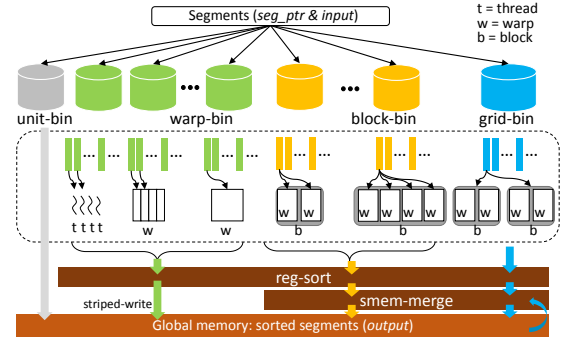 Segments (seg_ptr & input)
t = thread
w = warp
b = block
unit-bin
warp-bin
block-bin
grid-bin
t t t t
w
w
w w
b
w w w w
b
w w
b
w w
b
reg-sort
striped-write
smem-merge
Global memory: sorted segments (output)